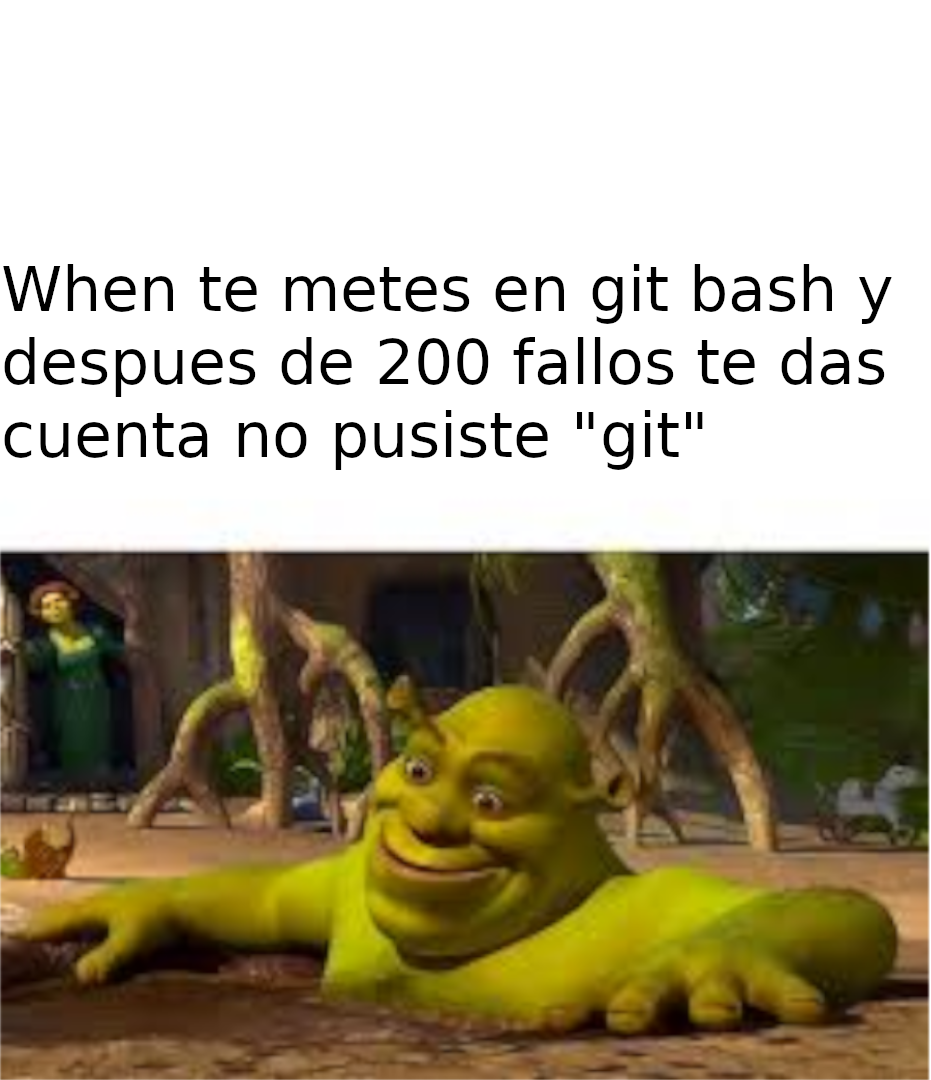 When te metes en git bash y
despues de 200 fallos te das
cuenta no pusiste "git"